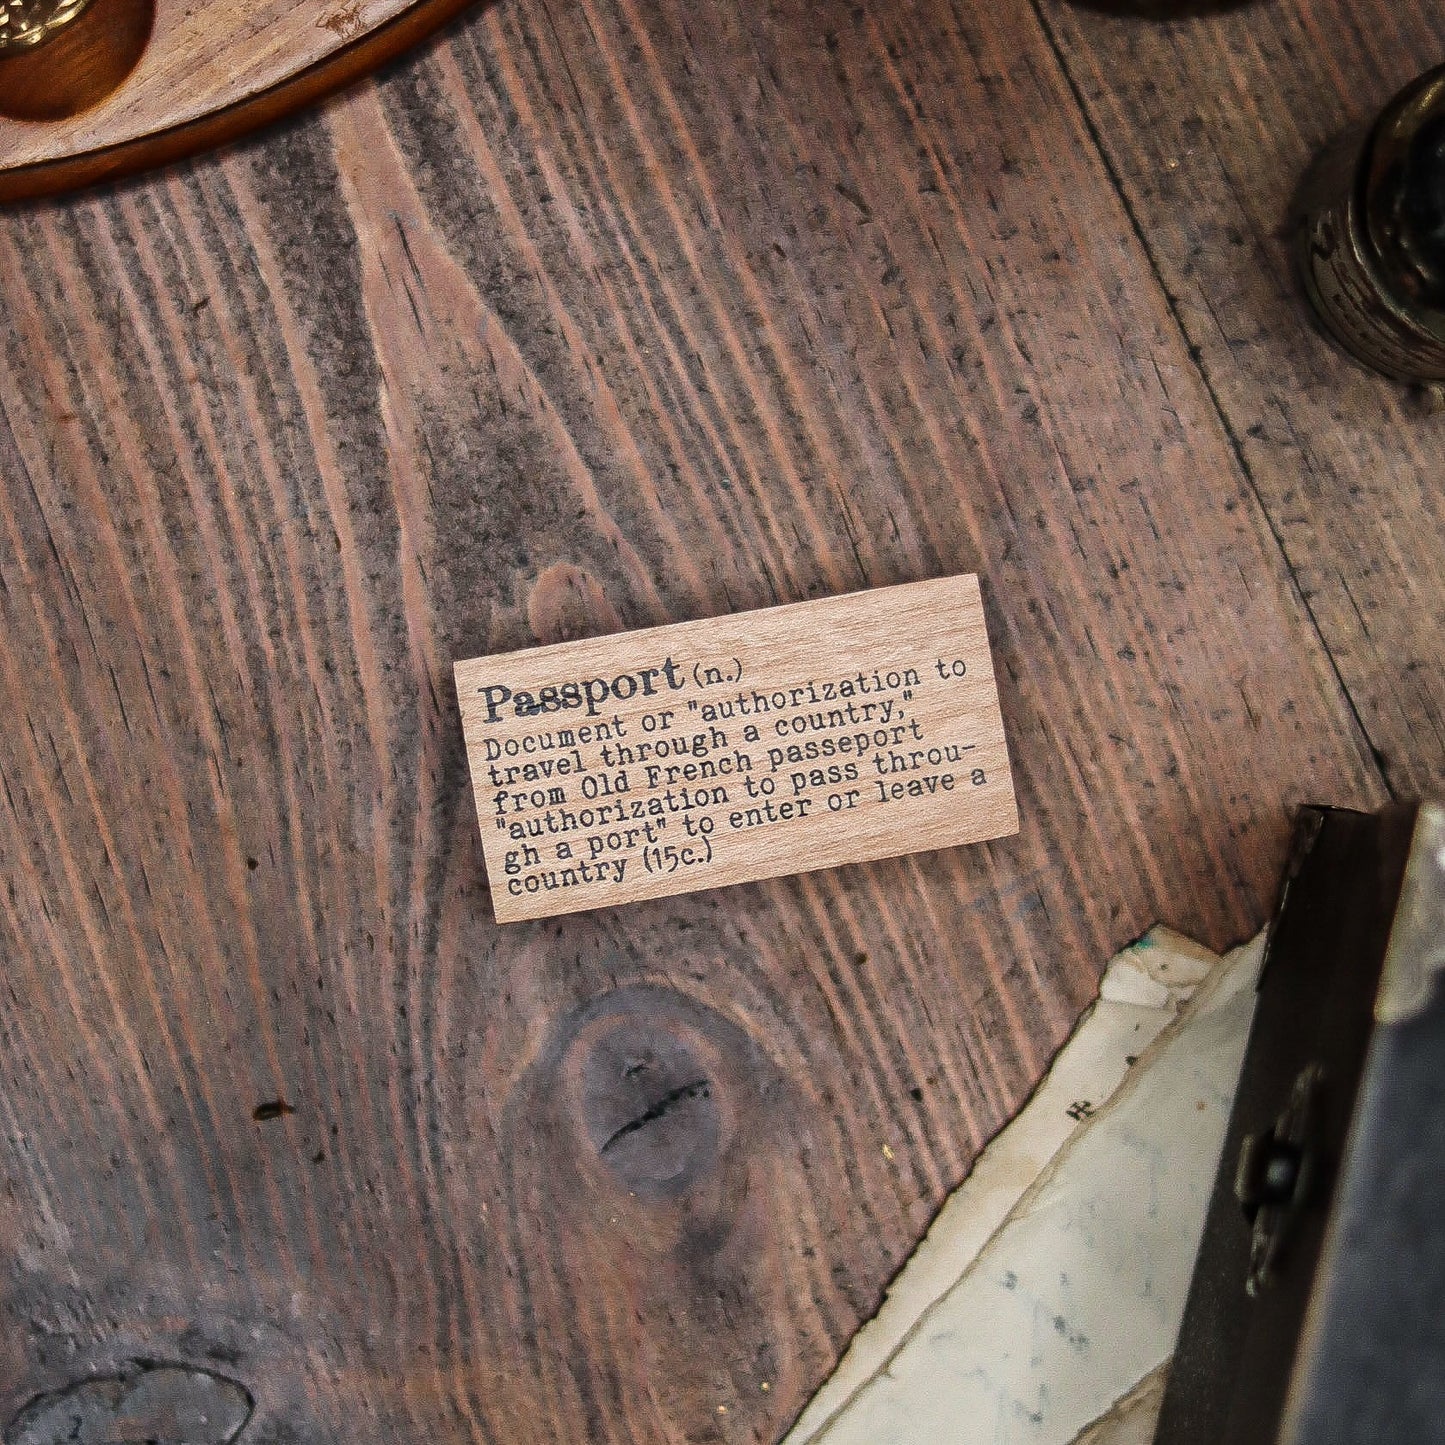 Passport (n.)
Document or "authorization to
travel through a country,"
from Old French passeport
"authorization to pass throu-
gh a port" to enter or leave a
country (15c.)